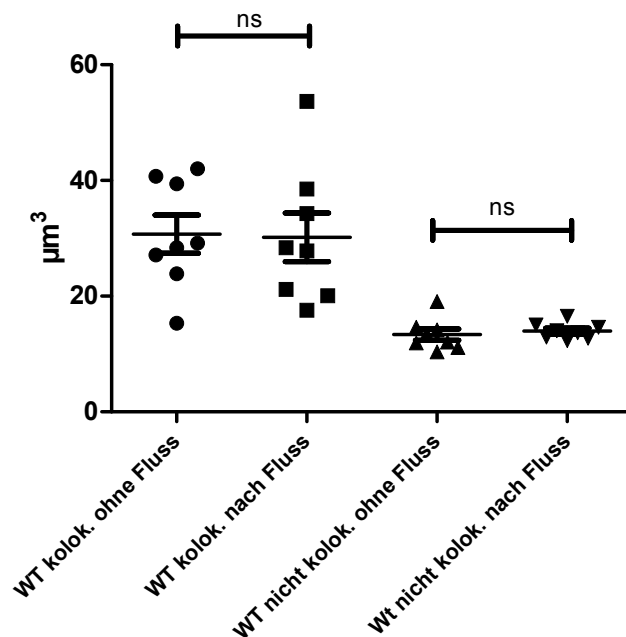 ns
ns
60
40
20
0
µm³
WT kolok. ohne Fluss
WT kolok. nach Fluss
WT nicht kolok. ohne Fluss
Wt nicht kolok. nach Fluss